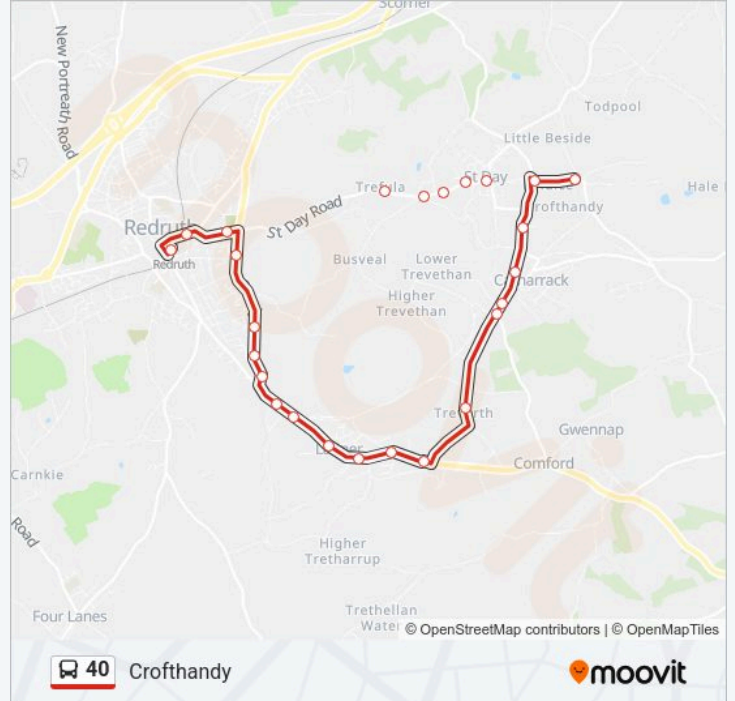 Scorrier
New Portreath Road
Todpool
Little Beside
St Day
Trefula
Hale
Crofthandy
Redruth
St Day Road
Redruth
Busveal
Lower
Trevethan
Carharrack
Higher
Trevethan
Gwennap
Comford
Carnkie
Road
Higher
Tretharrup
Four Lanes
Trethellan
Water
© OpenStreetMap contributors | © OpenMapTiles
40 Crofthandy
moovit